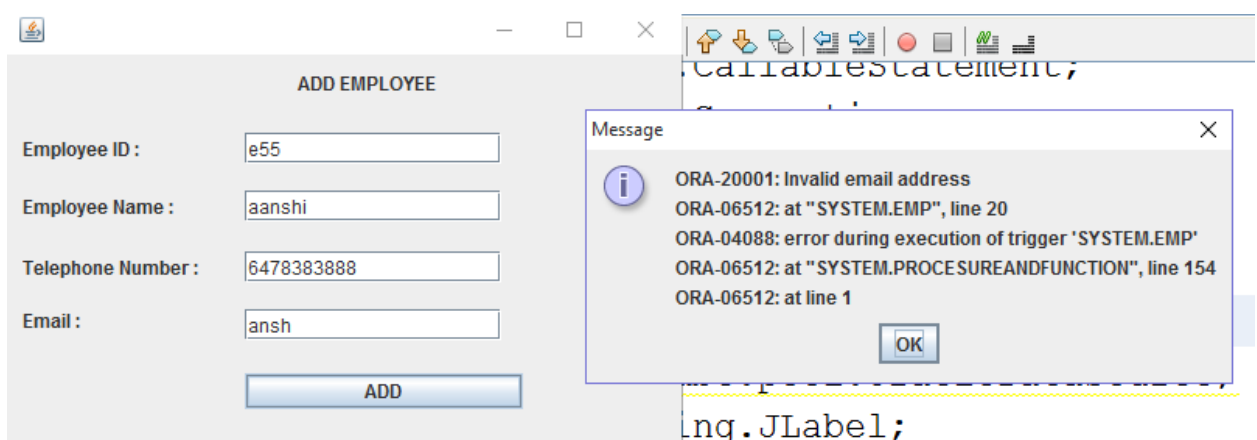 ADD EMPLOYEE
Employee ID :
e55
Employee Name :
aanshi
Telephone Number :
6478383888
Email :
ansh
ADD
.CallableStatement;
Message
ORA-20001: Invalid email address
ORA-06512: at "SYSTEM.EMP", line 20
ORA-04088: error during execution of trigger 'SYSTEM.EMP'
ORA-06512: at "SYSTEM.PROCESUREANDFUNCTION", line 154
ORA-06512: at line 1
OK
ing.JLabel;